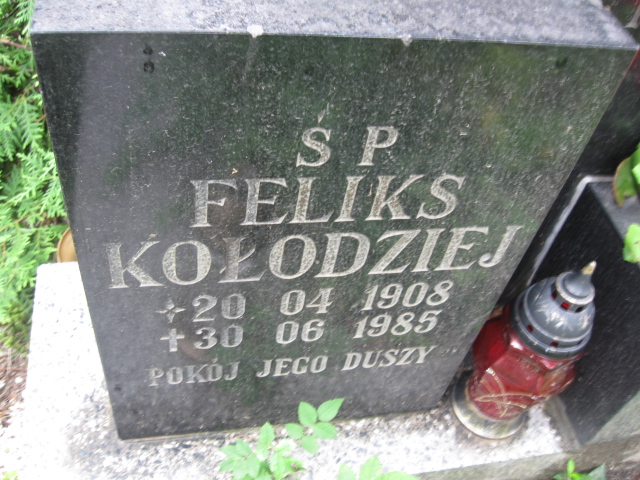 Ś P
FELIKS
KOŁODZIEJ
20 04 1908
30 06 1985
POKÓJ JEGO DUSZY